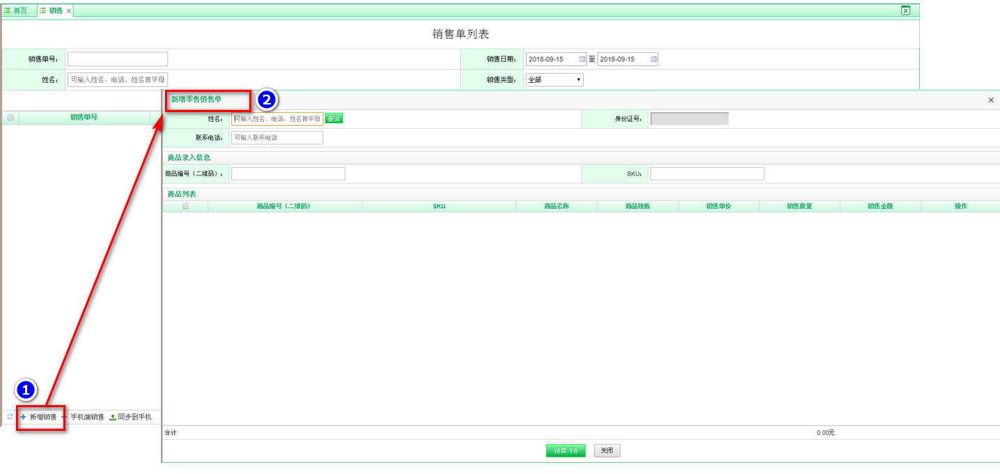 首页 销售
销售单列表
销售单号： 销售日期： 2018-09-15 至 2018-09-15
姓名： 可输入姓名、电话、姓名首字母 销售类型： 全部
新增零售销售单 2
销售单号
姓名： 可输入姓名、电话、姓名首字母 查询 身份证号：
联系电话： 可输入联系电话
商品录入信息
商品编号（二维码）： SKU：
商品列表
商品编号（二维码） SKU 商品名称 商品规格 销售单价 销售数量 销售金额 操作
1
新增销售 手机端销售 同步到手机
合计 0.00元
结算 F6 关闭